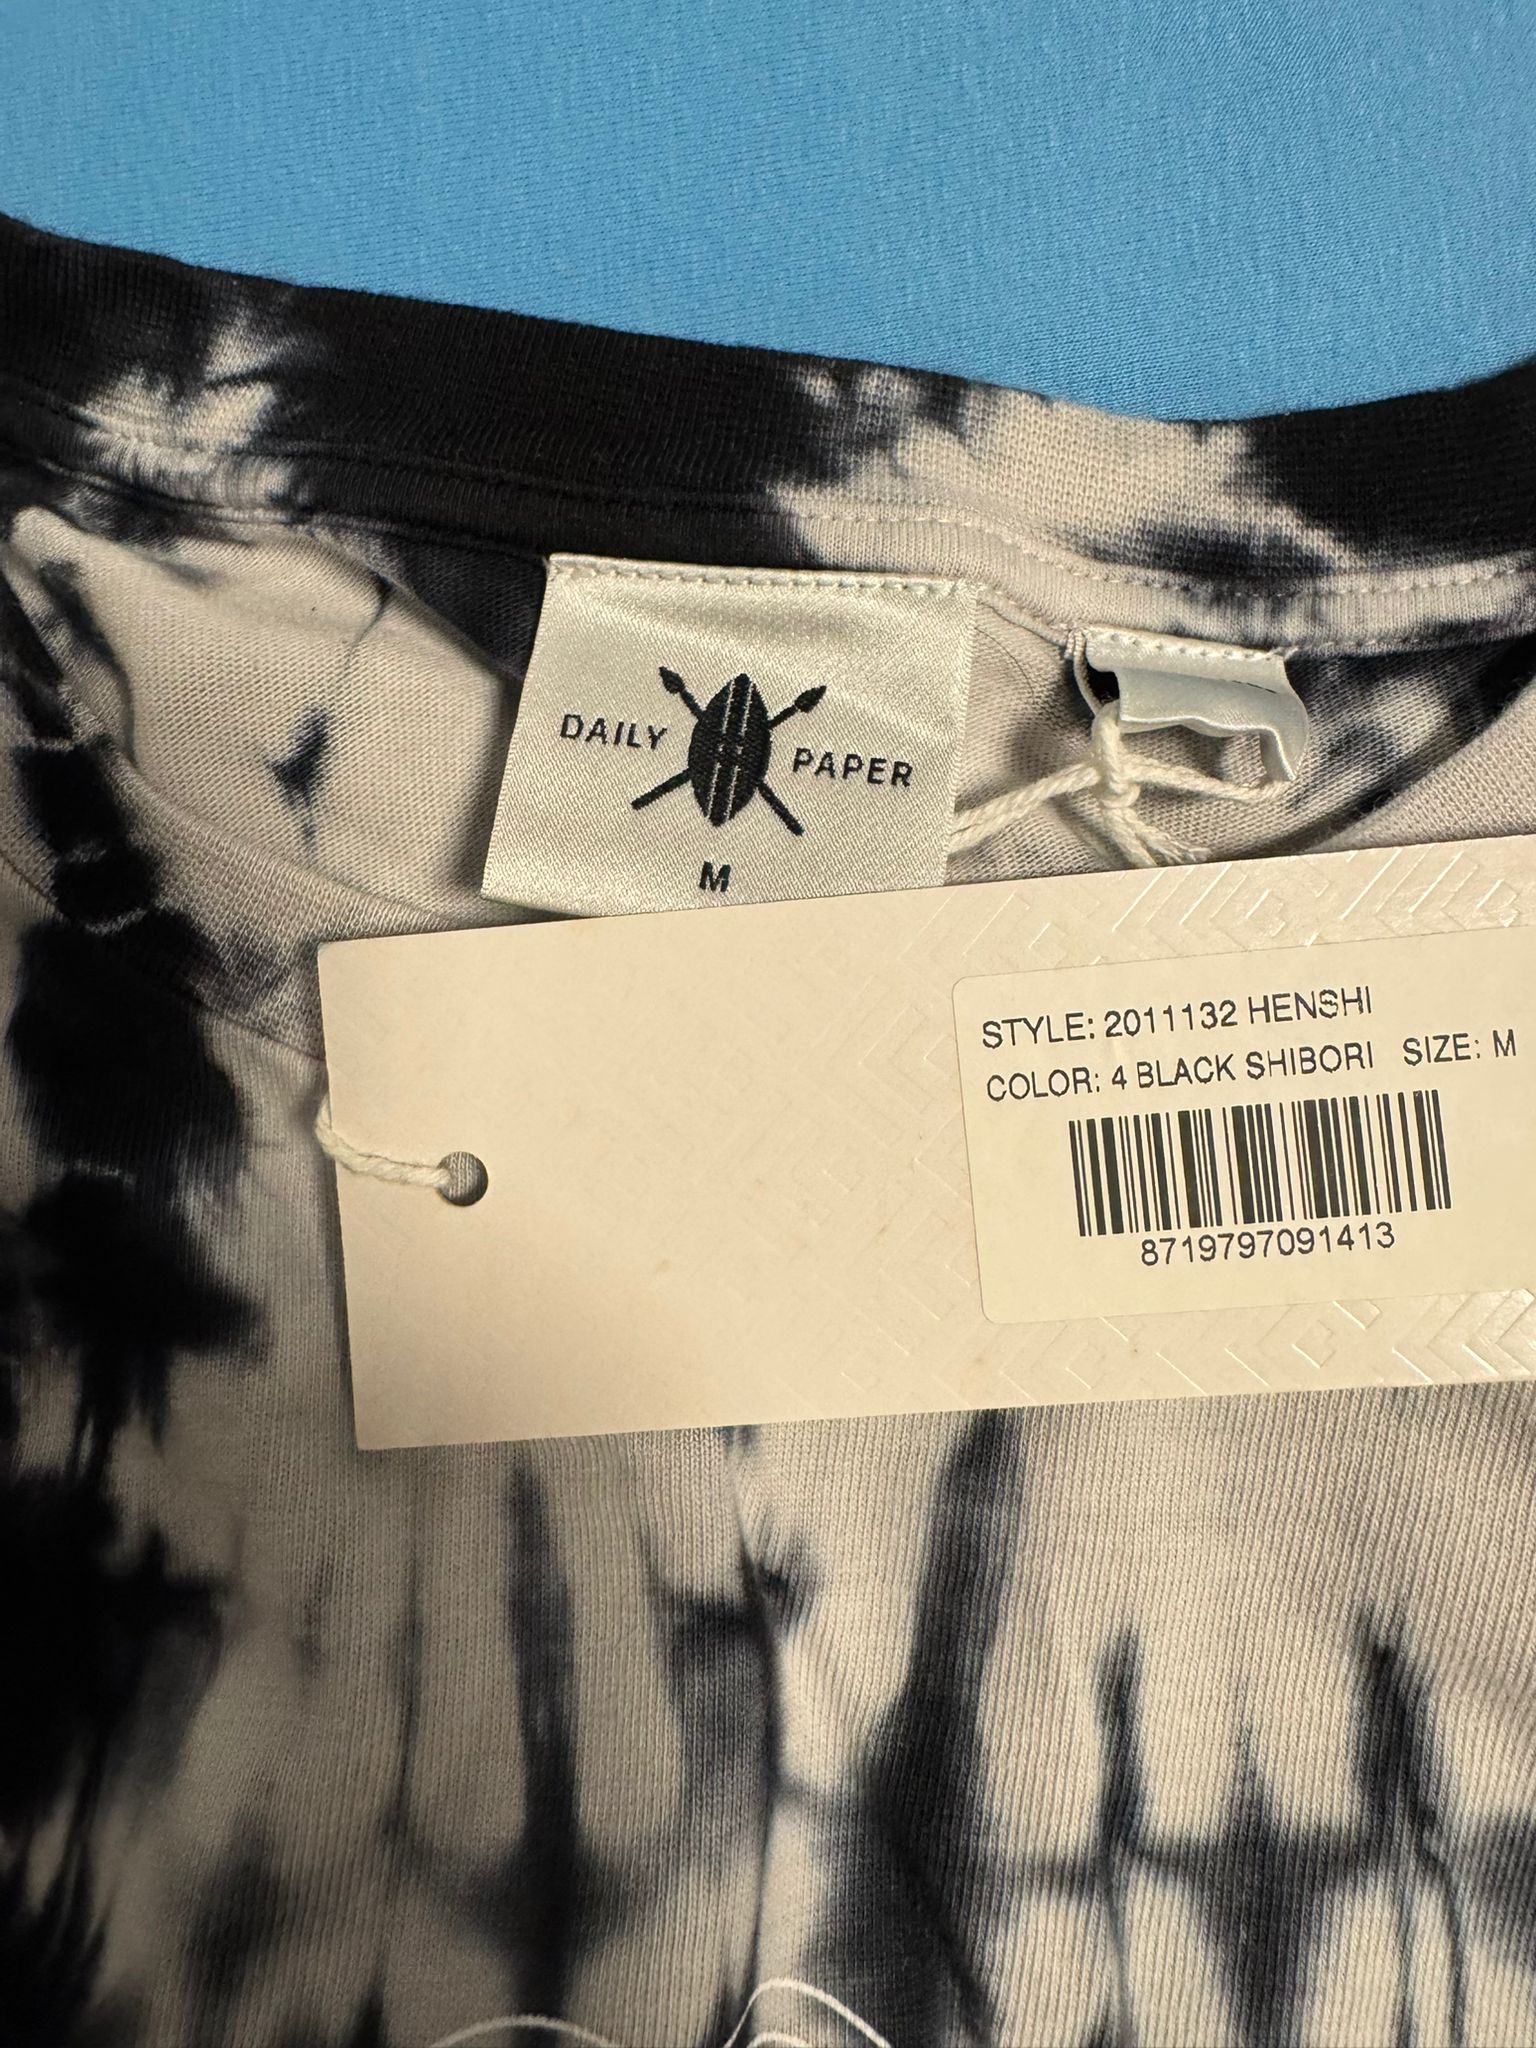 DAILY PAPER
M
STYLE: 2011132 HENSHI
COLOR: 4 BLACK SHIBORI SIZE: M
8719797091413